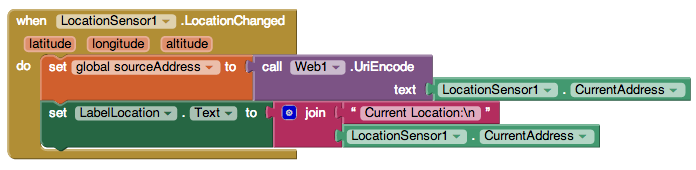 when LocationSensor1 .LocationChanged
latitude longitude altitude
do set global sourceAddress to call Web1 .UriEncode
text LocationSensor1 . CurrentAddress
set LabelLocation . Text to join “ Current Location:\n ”
LocationSensor1 . CurrentAddress